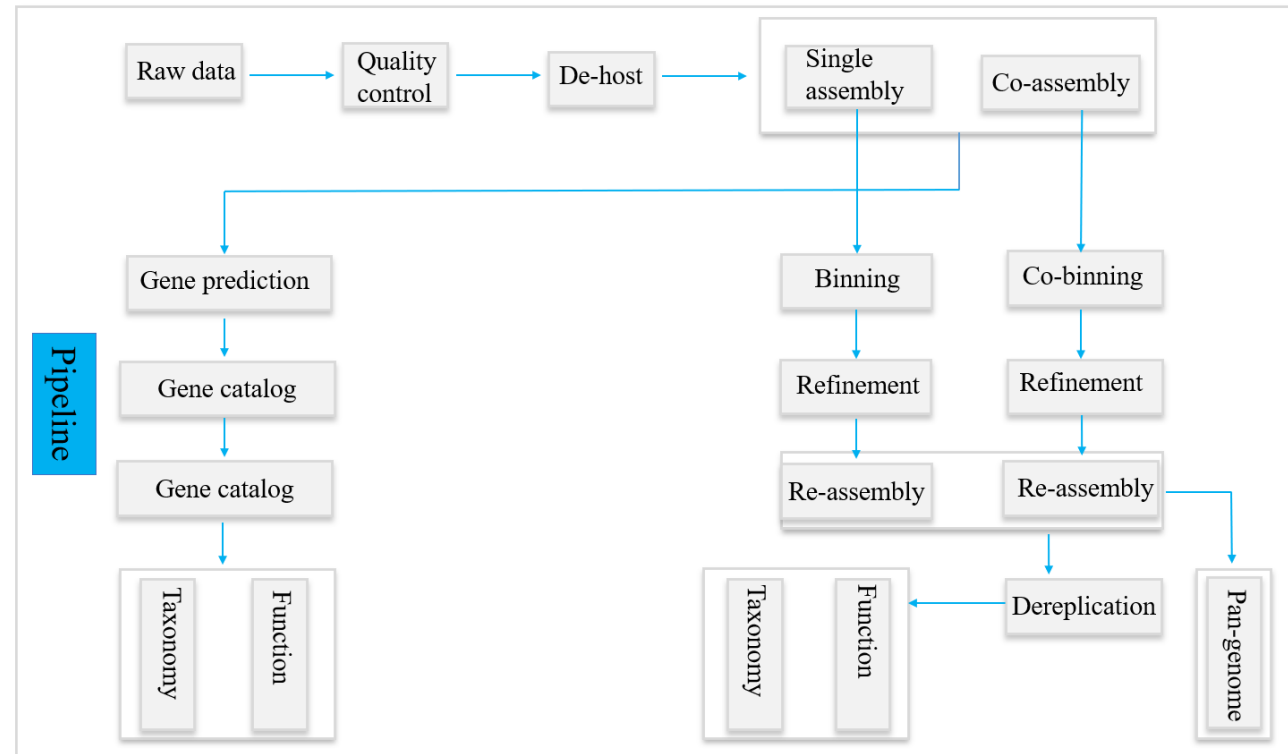 Raw data
Quality
control
De-host
Single
assembly
Co-assembly
Gene prediction
Binning
Co-binning
Pipeline
Gene catalog
Refinement
Refinement
Gene catalog
Re-assembly
Re-assembly
Taxonomy
Function
Taxonomy
Function
Dereplication
Pan-genome